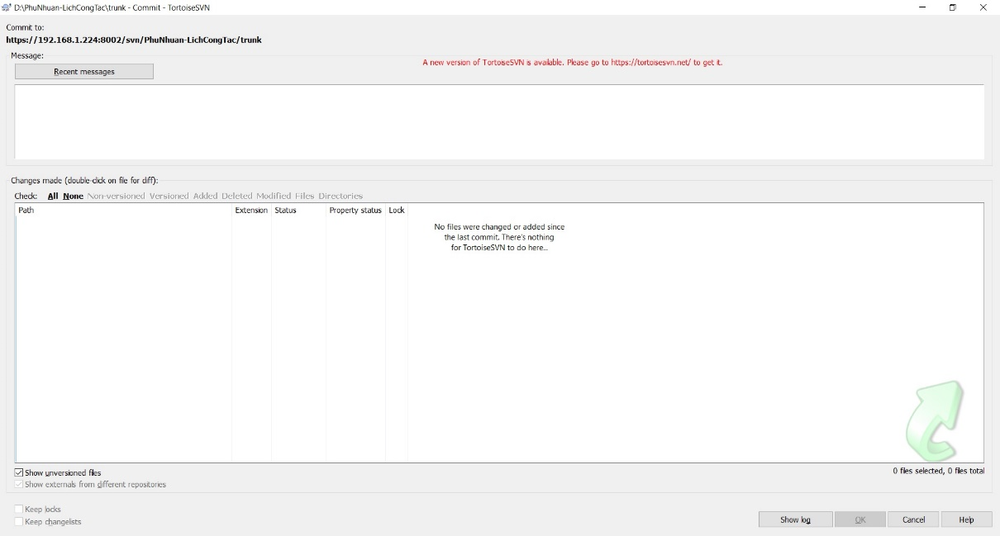 D:\PhuNhuan-LichCongTac\trunk - Commit - TortoiseSVN
Commit to:
https://192.168.1.224:8002/svn/PhuNhuan-LichCongTac/trunk
Message:
A new version of TortoiseSVN is available. Please go to https://tortoisesvn.net/ to get it.
Recent messages
Changes made (double-click on file for diff):
Check: All None Non-versioned Versioned Added Deleted Modified Files Directories
Path Extension Status Property status Lock
No files were changed or added since
the last commit. There's nothing
for TortoiseSVN to do here...
Show unversioned files
0 files selected, 0 files total
Show externals from different repositories
Keep locks
Keep changelists
Show log OK Cancel Help